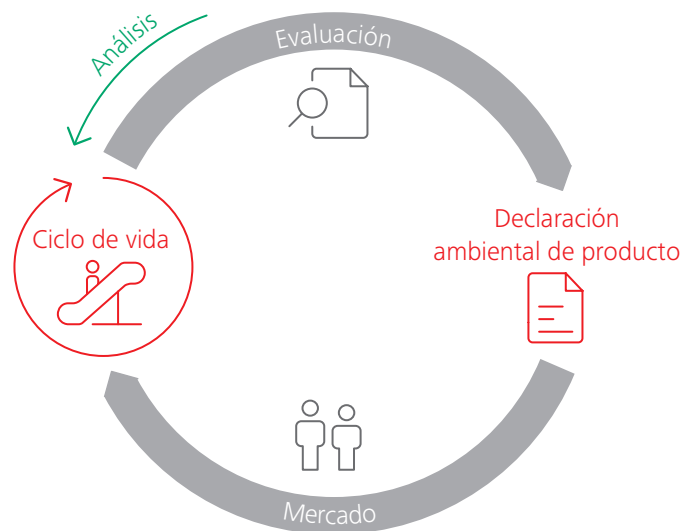 Análisis
Evaluación
Ciclo de vida
Declaración
ambiental de producto
Mercado